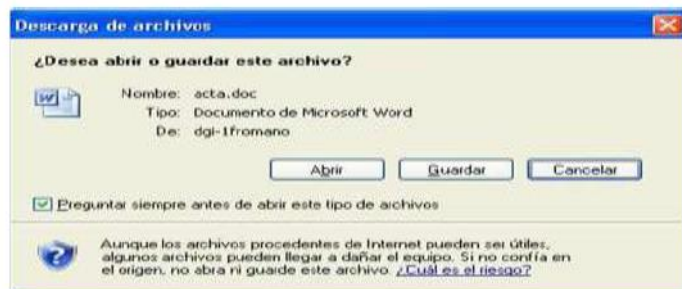 Descarga de archivos
¿Desea abrir o guardar este archivo?
Nombre: acta.doc
Tipo: Documento de Microsoft Word
De: dgi-1fromano
Abrir Guardar Cancelar
Preguntar siempre antes de abrir este tipo de archivos
Aunque los archivos procedentes de Internet pueden ser útiles,
algunos archivos pueden llegar a dañar el equipo. Si no confía en
el origen, no abra ni guarde este archivo. ¿Cuál es el riesgo?